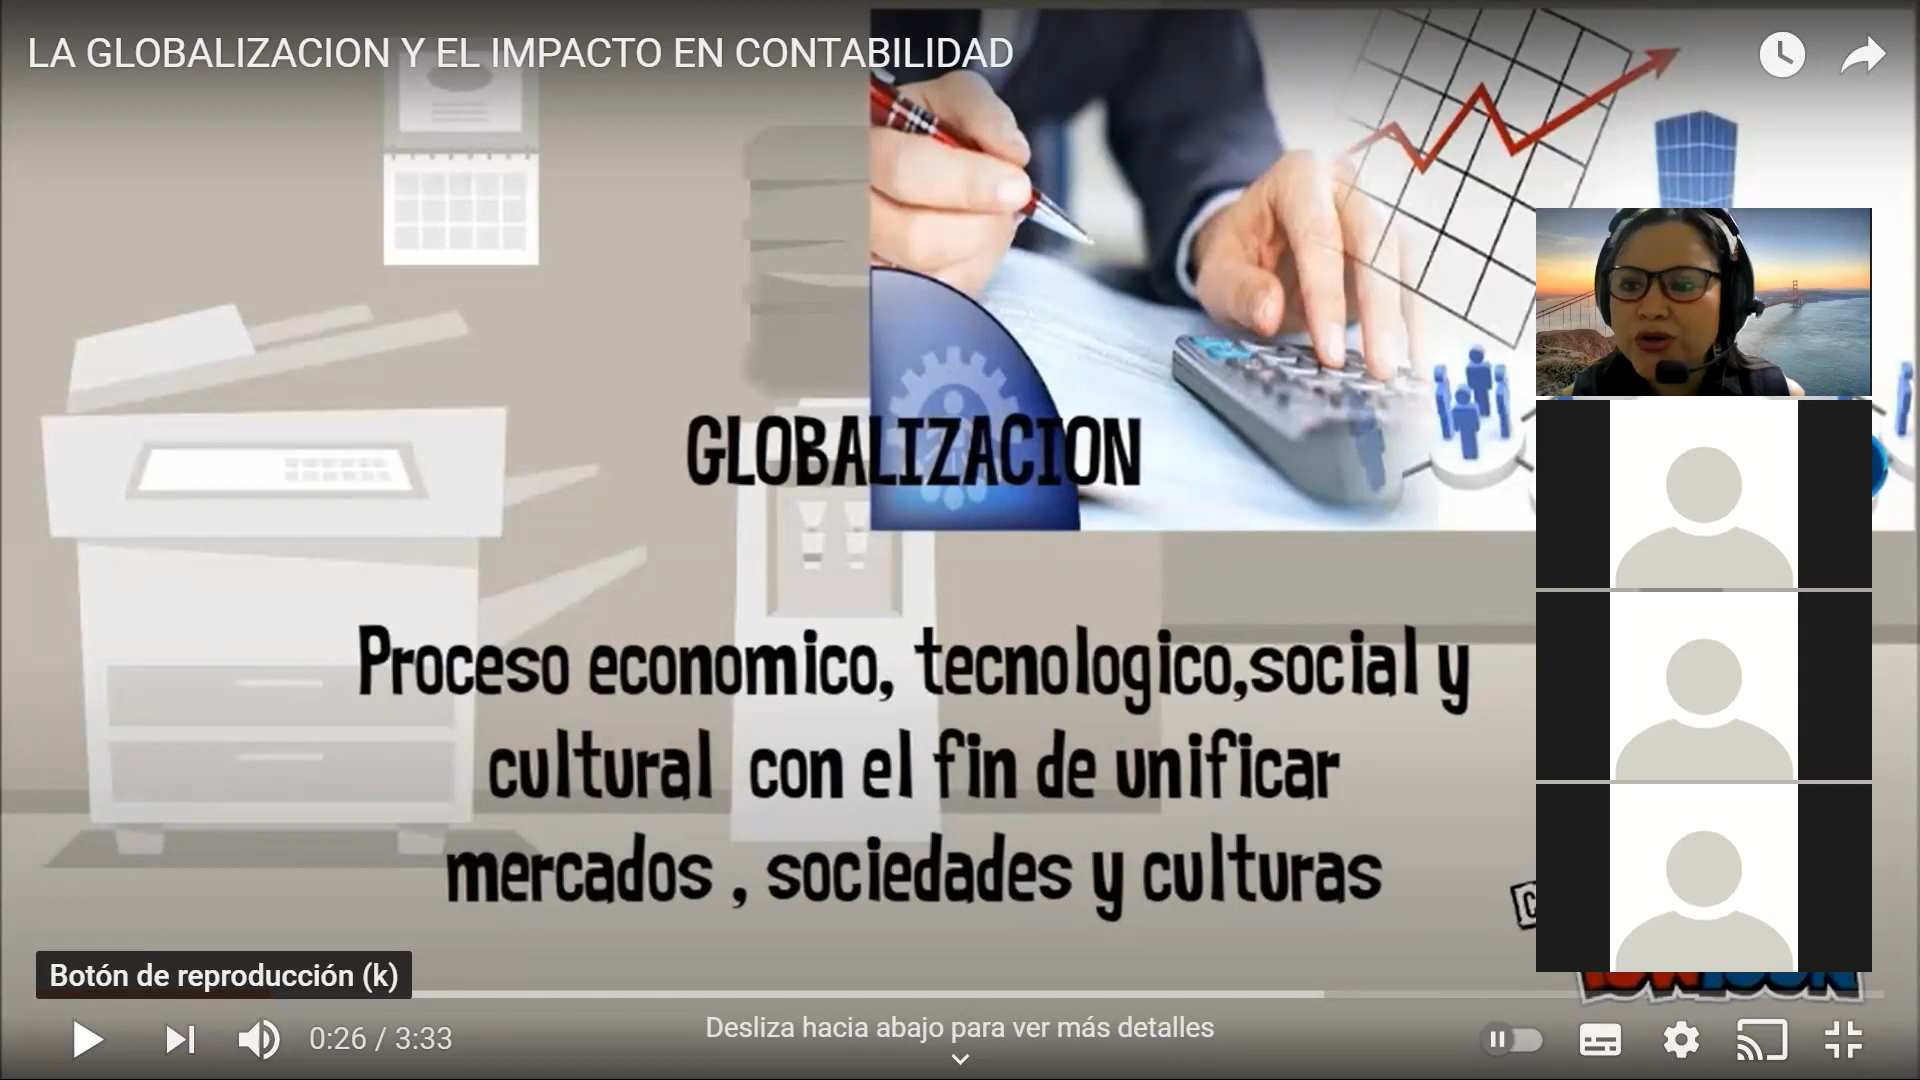 LA GLOBALIZACION Y EL IMPACTO EN CONTABILIDAD
GLOBALIZACION
Proceso economico, tecnologico,social y
cultural con el fin de unificar
mercados , sociedades y culturas
Botón de reproducción (k)
0:26 / 3:33
Desliza hacia abajo para ver más detalles